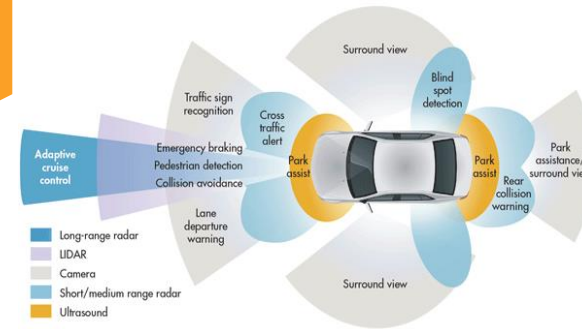 Surround view
Blind
spot
detection
Traffic sign
recognition
Cross
traffic
alert
Emergency braking
Pedestrian detection
Collision avoidance
Adaptive
cruise
control
Park
assist
Park
assist
Park
assistance/
surround view
Rear
collision
warning
Lane
departure
warning
Surround view
Long-range radar
LIDAR
Camera
Short/medium range radar
Ultrasound